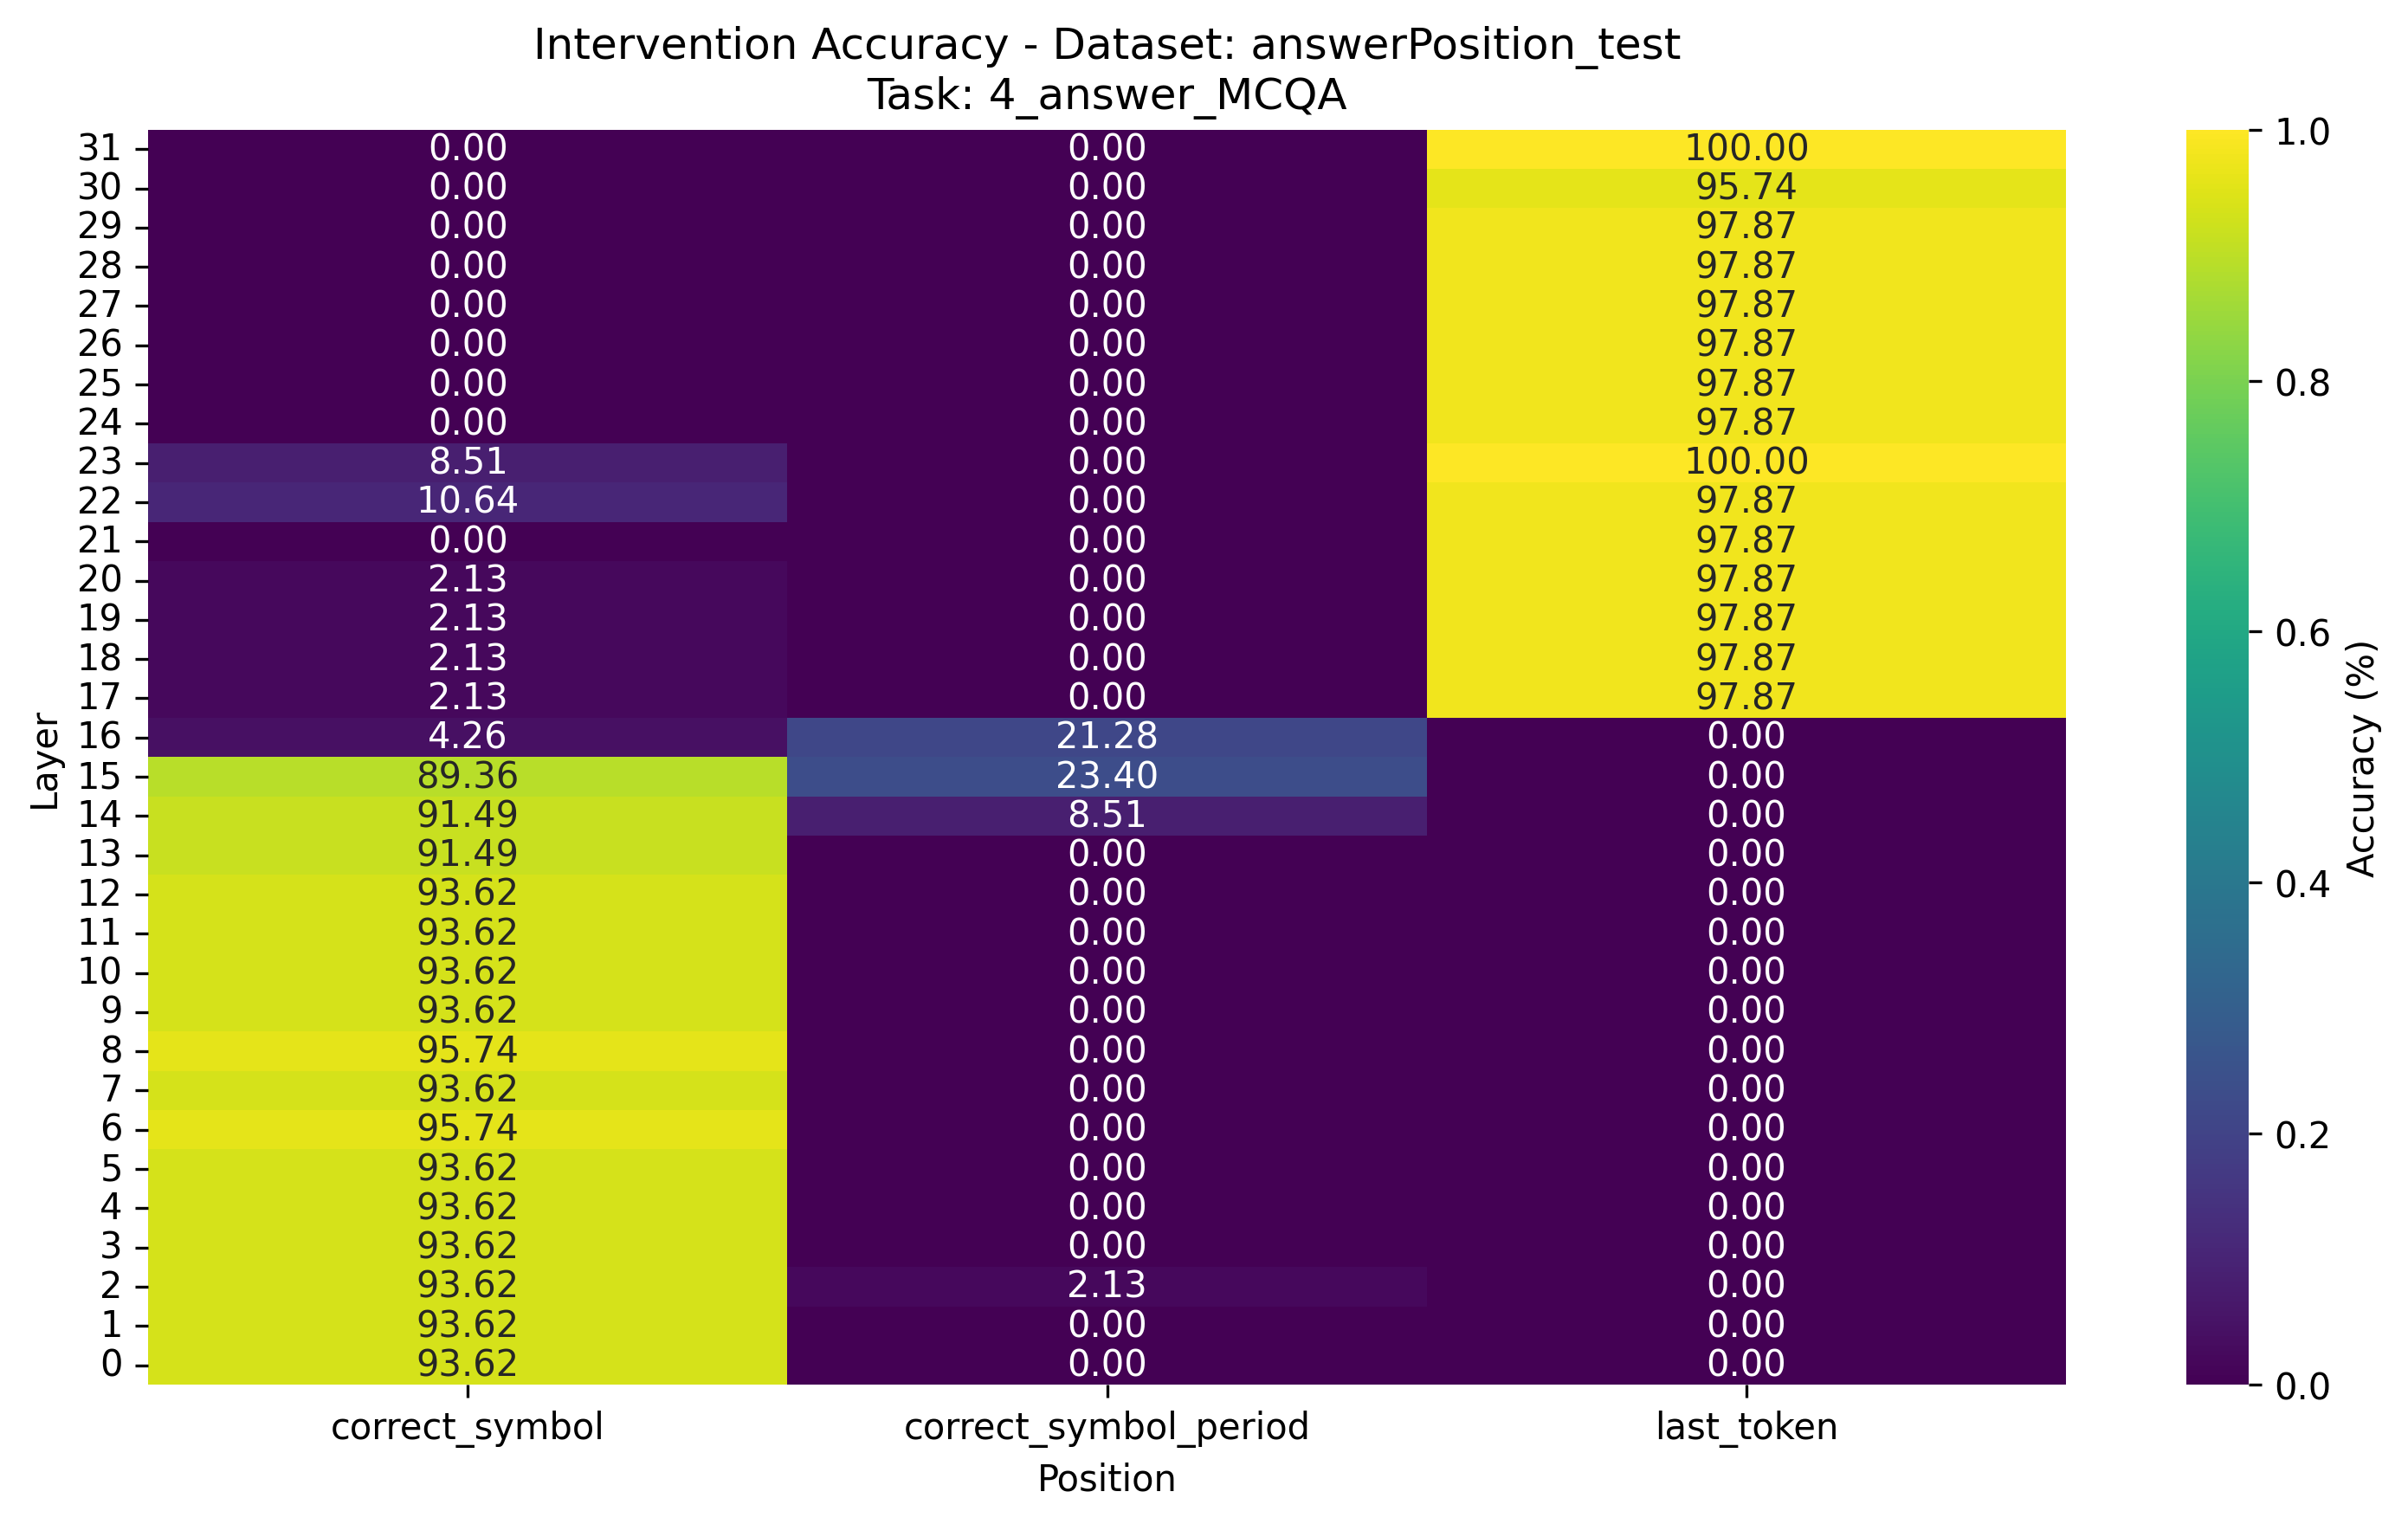 Intervention Accuracy - Dataset: answerPosition_test
Task: 4_answer_MCQA
31 0.00 0.00 100.00
30 0.00 0.00 95.74
29 0.00 0.00 97.87
28 0.00 0.00 97.87
27 0.00 0.00 97.87
26 0.00 0.00 97.87
25 0.00 0.00 97.87
24 0.00 0.00 97.87
23 8.51 0.00 100.00
22 10.64 0.00 97.87
21 0.00 0.00 97.87
20 2.13 0.00 97.87
19 2.13 0.00 97.87
18 2.13 0.00 97.87
17 2.13 0.00 97.87
16 4.26 21.28 0.00
15 89.36 23.40 0.00
14 91.49 8.51 0.00
13 91.49 0.00 0.00
12 93.62 0.00 0.00
11 93.62 0.00 0.00
10 93.62 0.00 0.00
9 93.62 0.00 0.00
8 95.74 0.00 0.00
7 93.62 0.00 0.00
6 95.74 0.00 0.00
5 93.62 0.00 0.00
4 93.62 0.00 0.00
3 93.62 0.00 0.00
2 93.62 2.13 0.00
1 93.62 0.00 0.00
0 93.62 0.00 0.00
correct_symbol correct_symbol_period last_token
Position
Layer
1.0
0.8
0.6
0.4
0.2
0.0
Accuracy (%)